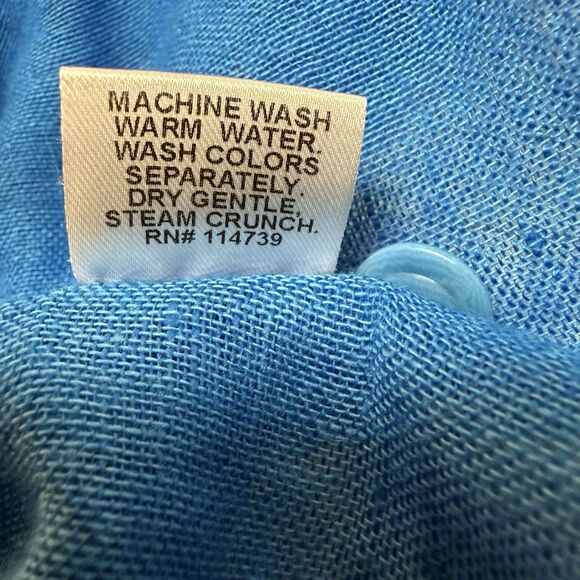 MACHINE WASH
WARM WATER.
WASH COLORS
SEPARATELY.
DRY GENTLE,
STEAM CRUNCH.
RN# 114739